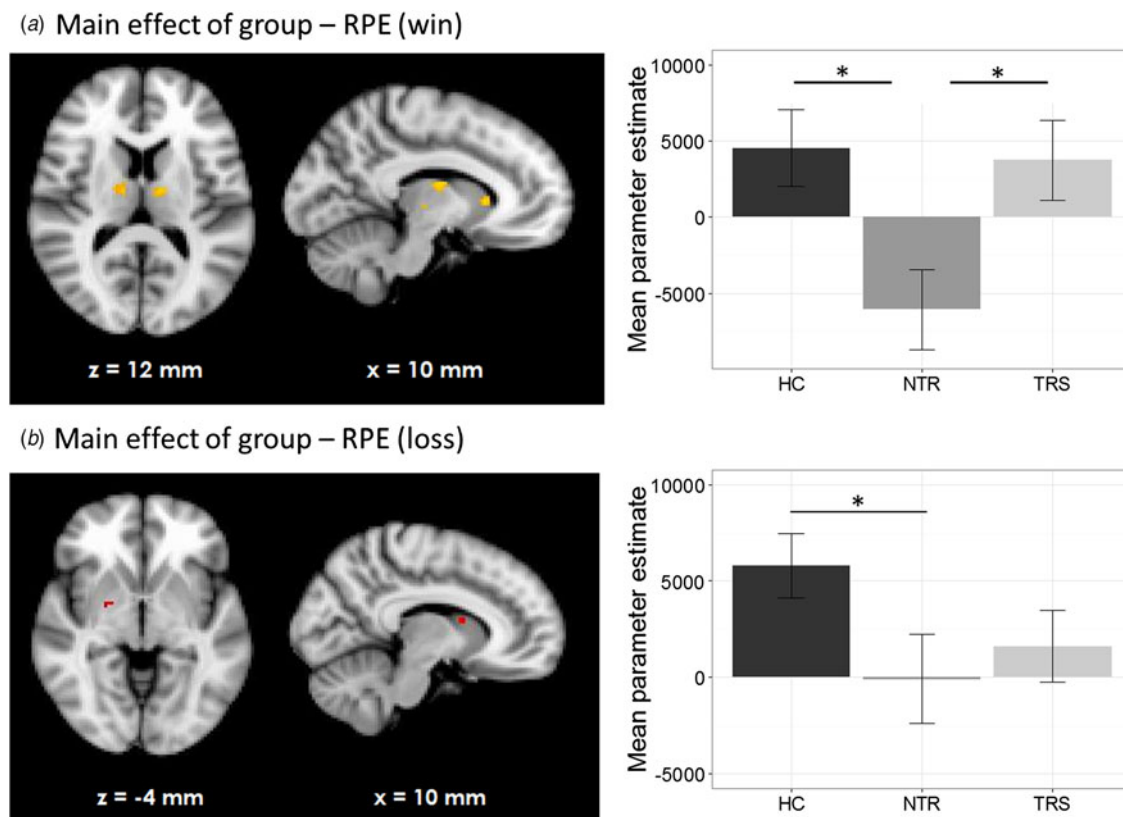 (a) Main effect of group – RPE (win)
z = 12 mm
x = 10 mm
Mean parameter estimate
10000
5000
0
-5000
*
*
HC
NTR
TRS
(b) Main effect of group – RPE (loss)
z = -4 mm
x = 10 mm
Mean parameter estimate
10000
5000
0
-5000
*
HC
NTR
TRS